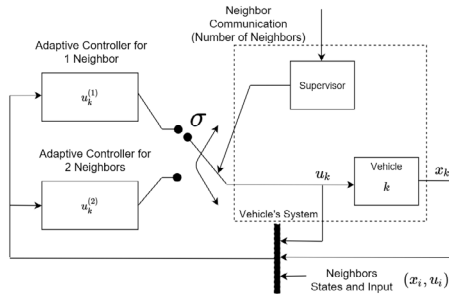 Neighbor
Communication
(Number of Neighbors)
Adaptive Controller for
1 Neighbor
u_k^{(1)}
Supervisor
σ
Adaptive Controller for
2 Neighbors
u_k^{(2)}
u_k
Vehicle
k
x_k
Vehicle's System
Neighbors
States and Input
(x_i, u_i)